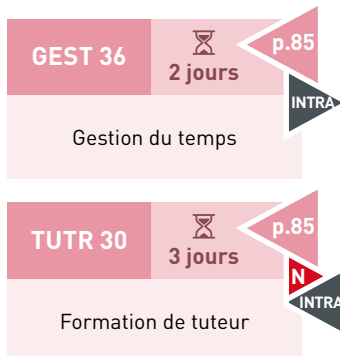 GEST 36
2 jours
p.85
INTRA
Gestion du temps
TUTR 30
3 jours
p.85
N
INTRA
Formation de tuteur